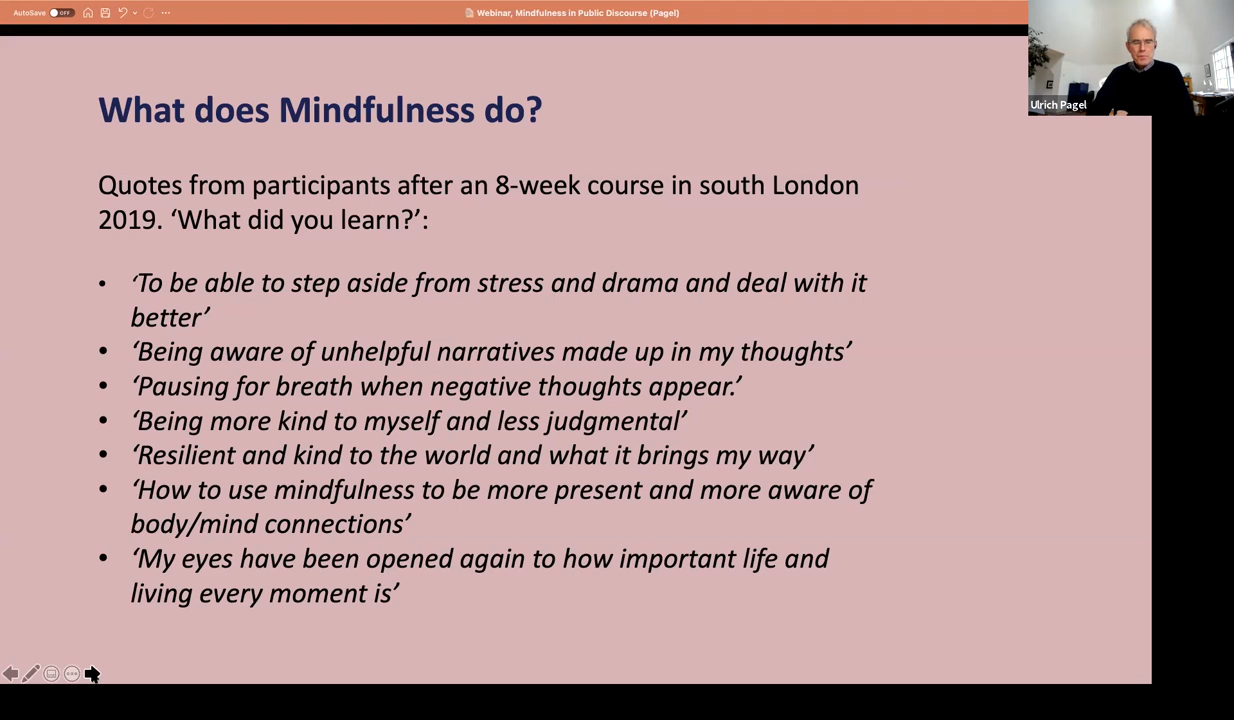 AutoSave OFF
Webinar, Mindfulness in Public Discourse (Pagel)
Ulrich Pagel
What does Mindfulness do?
Quotes from participants after an 8-week course in south London
2019. ‘What did you learn?’:
• ‘To be able to step aside from stress and drama and deal with it
better’
• ‘Being aware of unhelpful narratives made up in my thoughts’
• ‘Pausing for breath when negative thoughts appear.’
• ‘Being more kind to myself and less judgmental’
• ‘Resilient and kind to the world and what it brings my way’
• ‘How to use mindfulness to be more present and more aware of
body/mind connections’
• ‘My eyes have been opened again to how important life and
living every moment is’